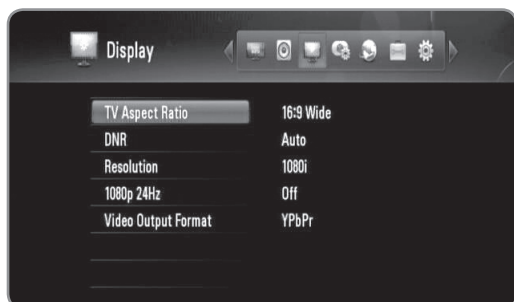 Display
TV Aspect Ratio 16:9 Wide
DNR Auto
Resolution 1080i
1080p 24Hz Off
Video Output Format YPbPr